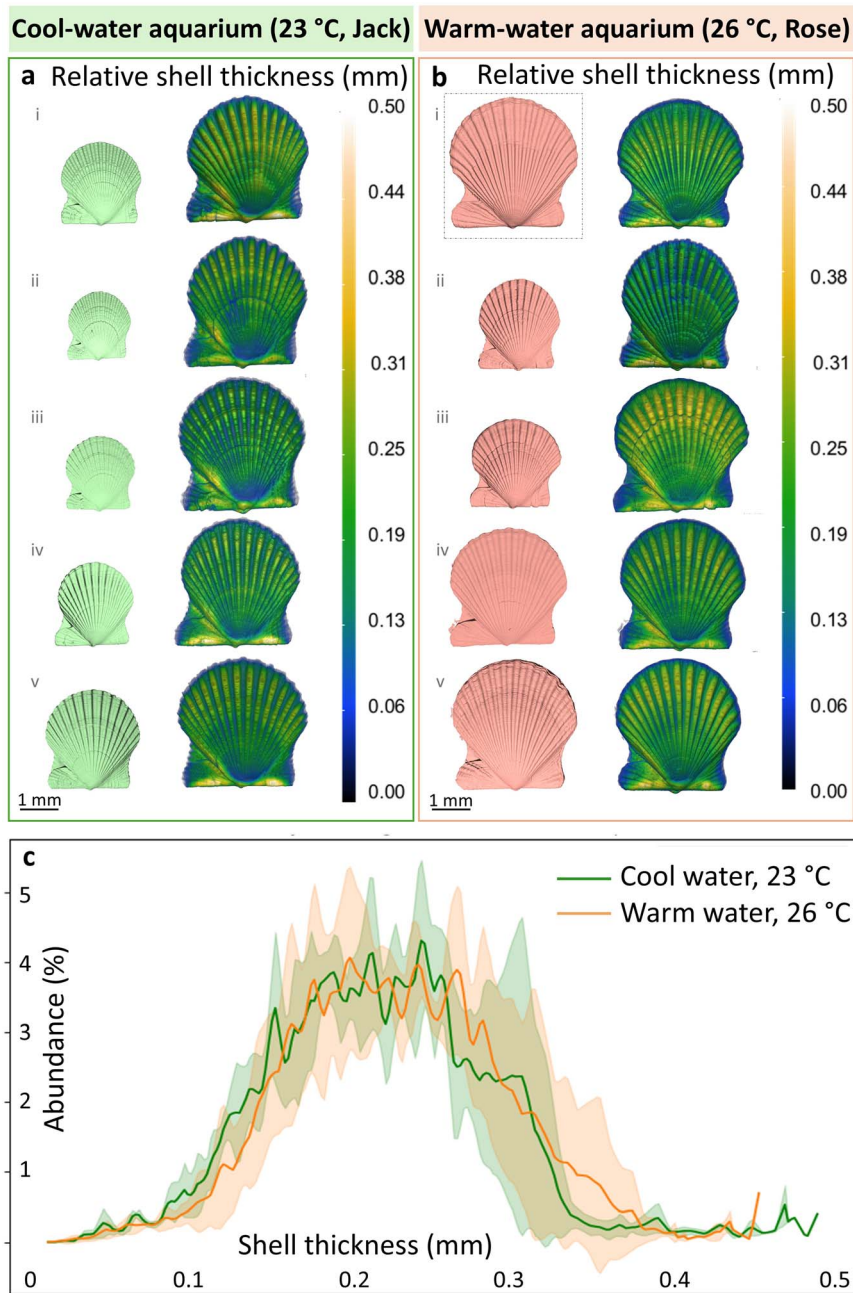 Cool-water aquarium (23 °C, Jack)
Warm-water aquarium (26 °C, Rose)
a Relative shell thickness (mm)
i
ii
iii
iv
v
0.50
0.44
0.38
0.31
0.25
0.19
0.13
0.06
0.00
1 mm
b Relative shell thickness (mm)
i
ii
iii
iv
v
0.50
0.44
0.38
0.31
0.25
0.19
0.13
0.06
0.00
1 mm
c
Cool water, 23 °C
Warm water, 26 °C
Abundance (%)
5
4
3
2
1
Shell thickness (mm)
0 0.1 0.2 0.3 0.4 0.5